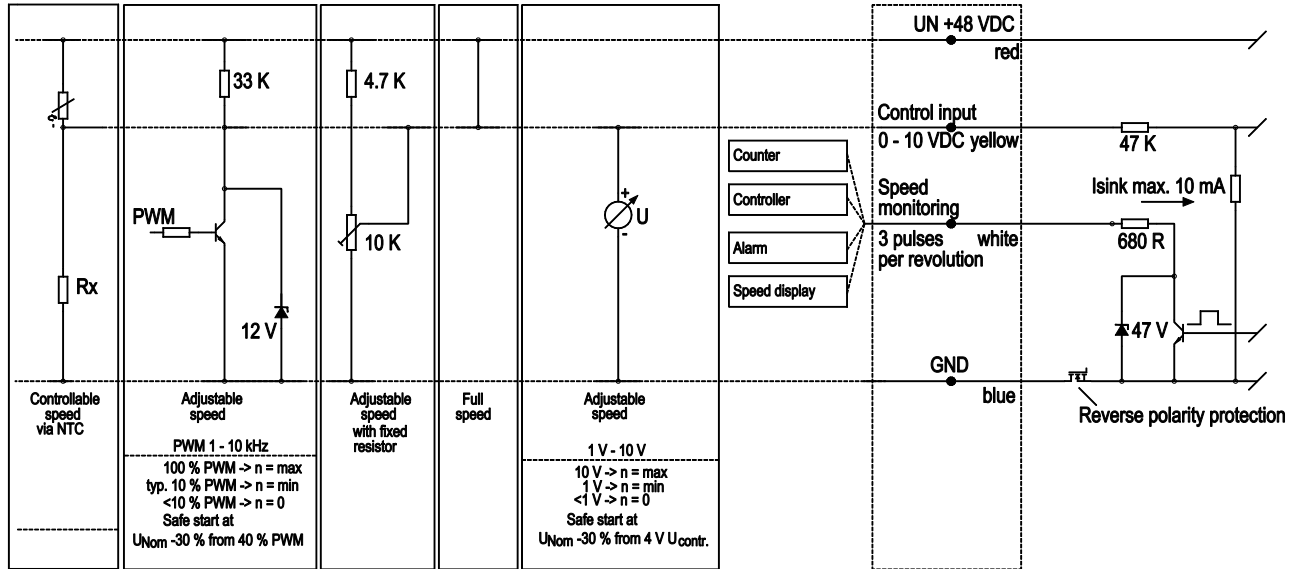 UN +48 VDC
red
33 K
4.7 K
-ϑ
Control input
0 - 10 VDC yellow
47 K
Counter
Controller
Alarm
Speed display
Speed
monitoring
3 pulses white
per revolution
Isink max. 10 mA
680 R
PWM
10 K
+
U
-
Rx
12 V
47 V
GND
blue
Reverse polarity protection
Controllable
speed
via NTC
Adjustable
speed
PWM 1 - 10 kHz
100 % PWM -> n = max
typ. 10 % PWM -> n = min
<10 % PWM -> n = 0
Safe start at
UNom -30 % from 40 % PWM
Adjustable
speed
with fixed
resistor
Full
speed
Adjustable
speed
1 V - 10 V
10 V -> n = max
1 V -> n = min
<1 V -> n = 0
Safe start at
UNom -30 % from 4 V Ucontr.